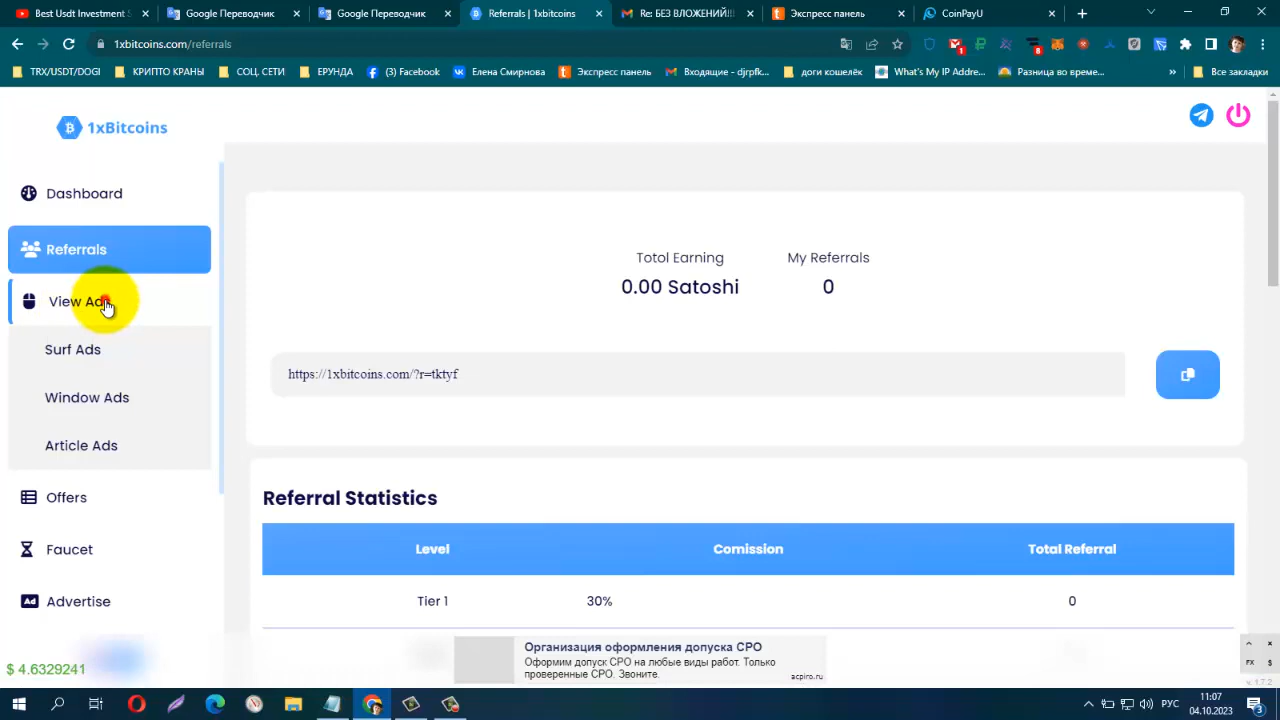 Best Usdt Investment S
Google Переводчик
Google Переводчик
Referrals | 1xbitcoins
Re: БЕЗ ВЛОЖЕНИЙ!!!
Экспресс панель
CoinPayU
1xbitcoins.com/referrals
TRX/USDT/DOGI
КРИПТО КРАНЫ
СОЦ. СЕТИ
ЕРУНДА
(3) Facebook
Елена Смирнова
Экспресс панель
Входящие - djrpfk...
доги кошелёк
What's My IP Addre...
Разница во време...
»
Все закладки
1xBitcoins
Dashboard
Referrals
View Ads
Surf Ads
Window Ads
Article Ads
Offers
Faucet
Advertise
$ 4.6329241
Totol Earning
My Referrals
0.00 Satoshi
0
https://1xbitcoins.com/?r=tktyf
Referral Statistics
Level
Comission
Total Referral
Tier 1
30%
0
Организация оформления допуска СРО
Оформим допуск СРО на любые виды работ. Только
проверенные СРО. Звоните.
acpiro.ru
FX
$
v.1.7.2
РУС
11:07
04.10.2023